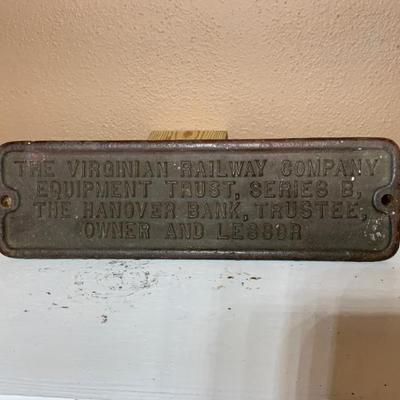 THE VIRGINIAN RAILWAY COMPANY
EQUIPMENT TRUST, SERIES B,
THE HANOVER BANK, TRUSTEE,
OWNER AND LESSOR